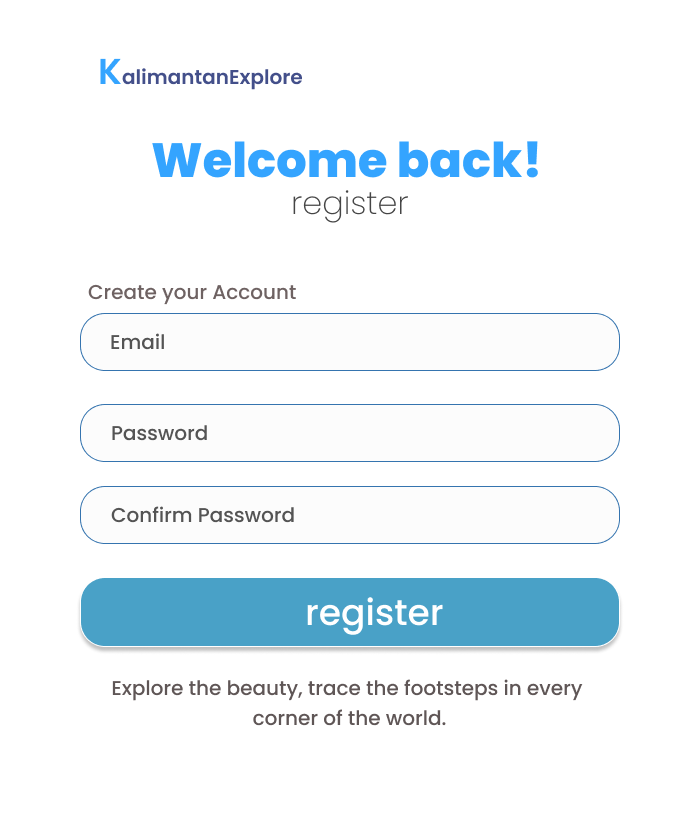 KalimantanExplore
Welcome back!
register
Create your Account
Email
Password
Confirm Password
register
Explore the beauty, trace the footsteps in every
corner of the world.